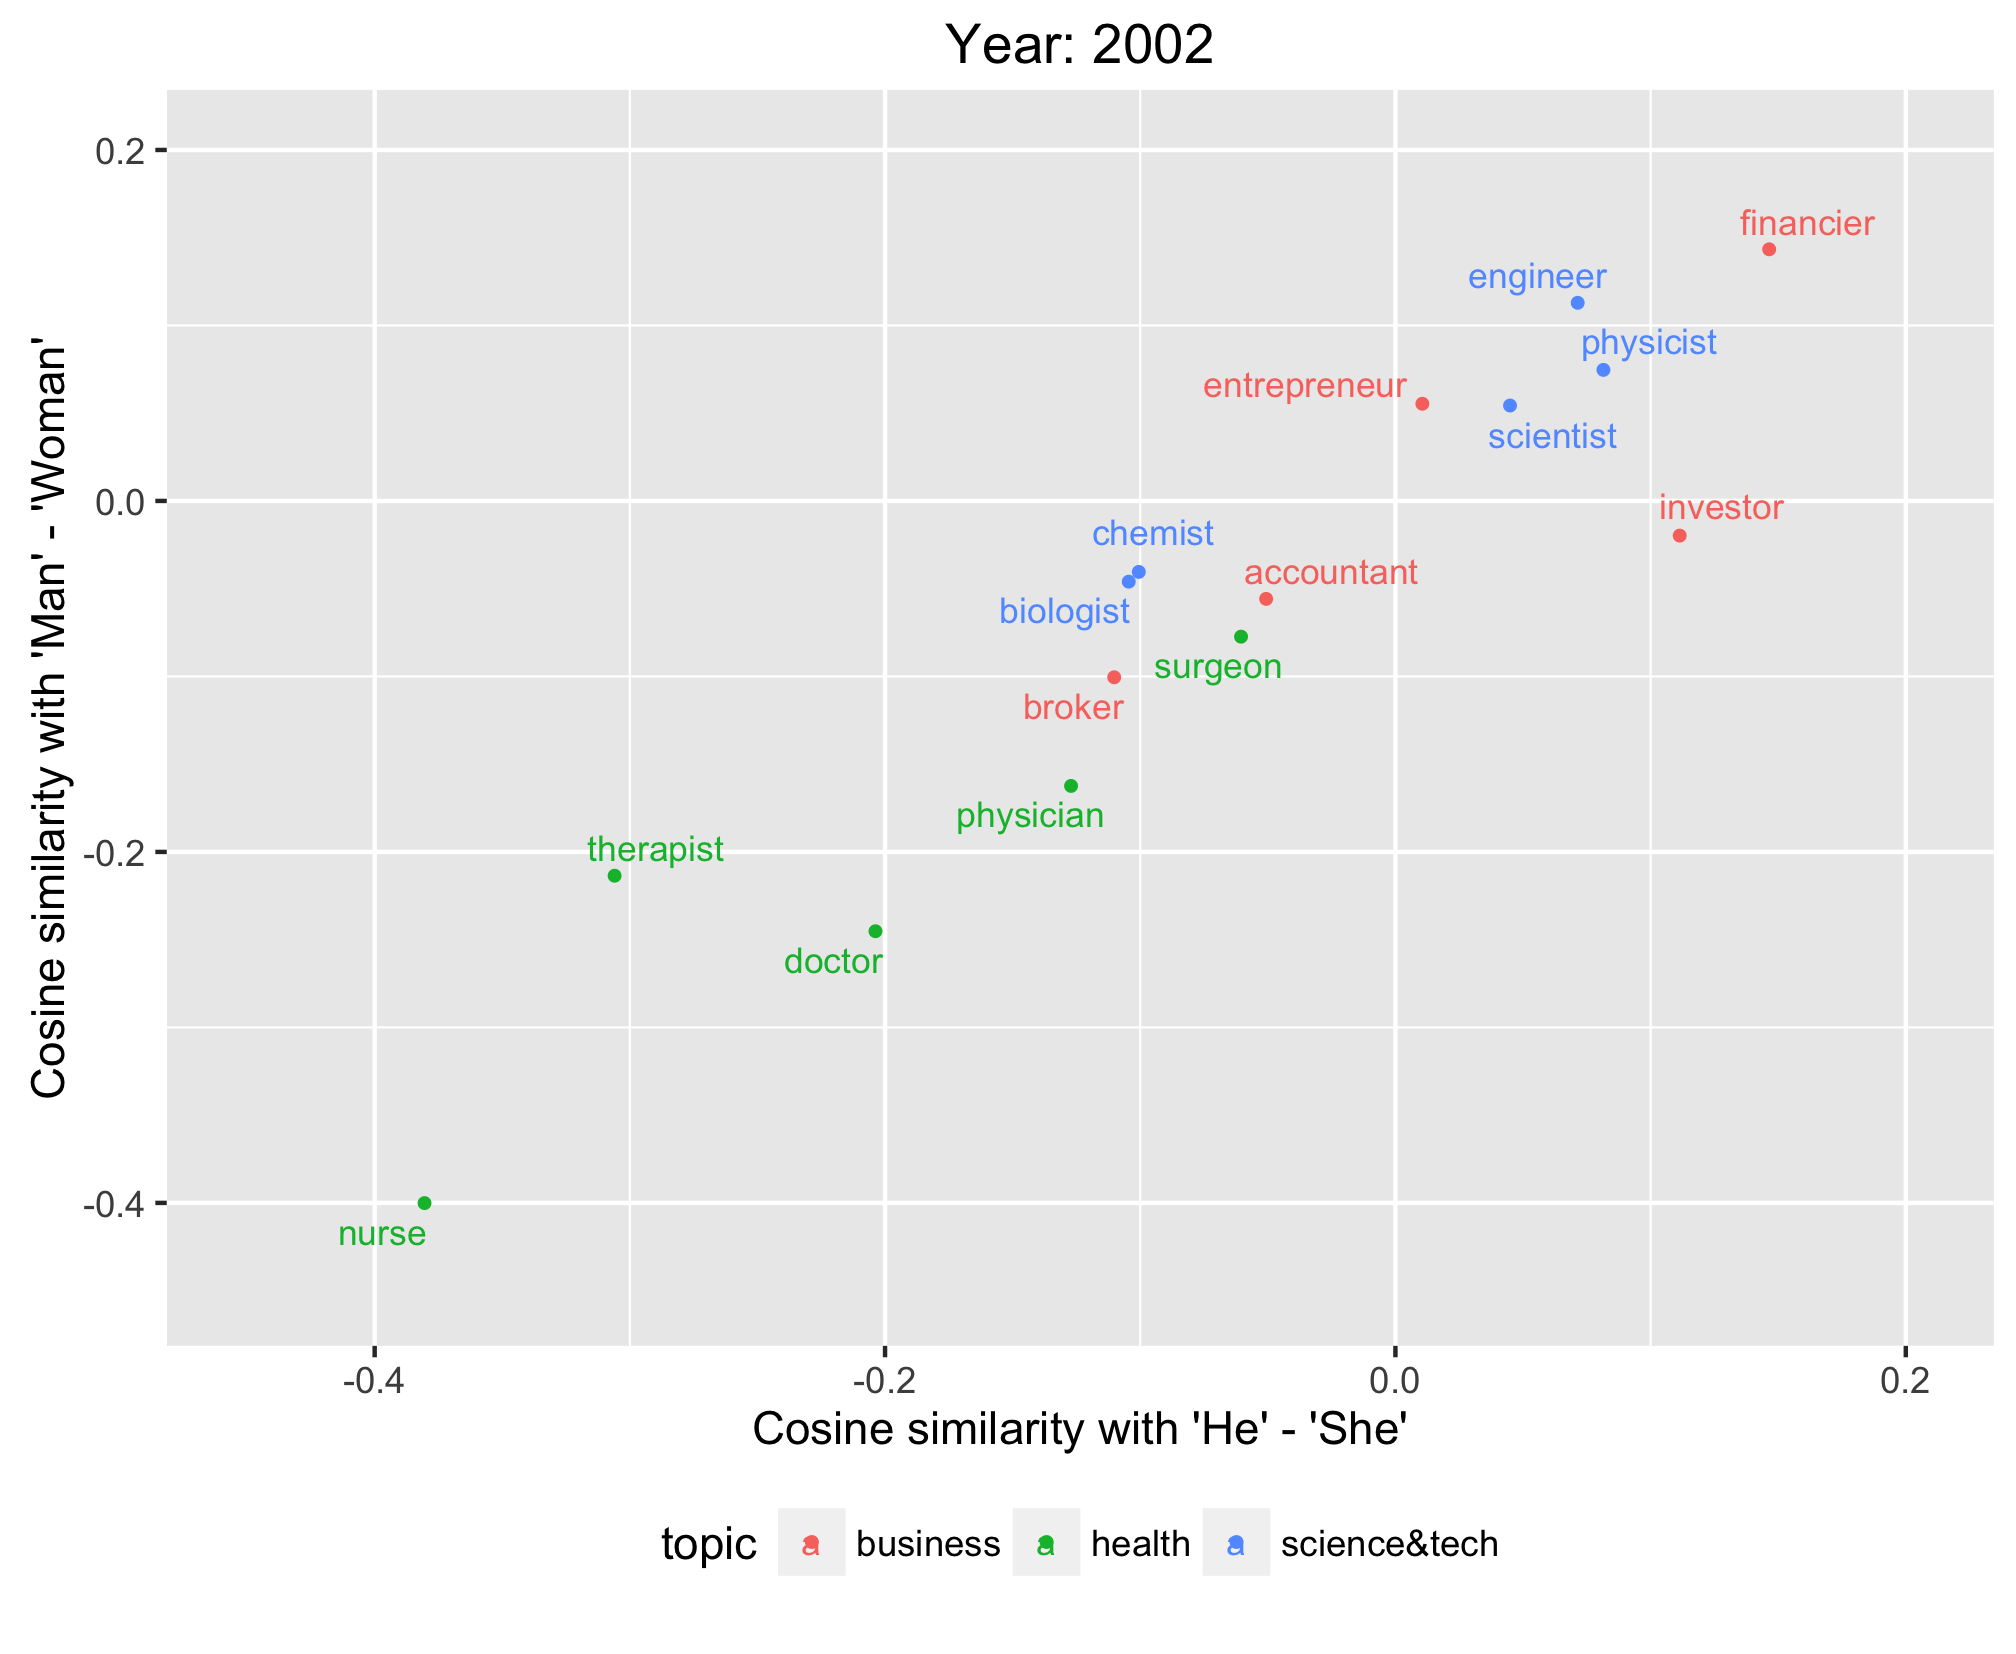 Year: 2002
0.2
0.0
-0.2
-0.4
Cosine similarity with 'Man' - 'Woman'
financier
engineer
physicist
entrepreneur
scientist
investor
chemist
accountant
biologist
surgeon
broker
physician
therapist
doctor
nurse
-0.4 -0.2 0.0 0.2
Cosine similarity with 'He' - 'She'
topic a business a health a science&tech